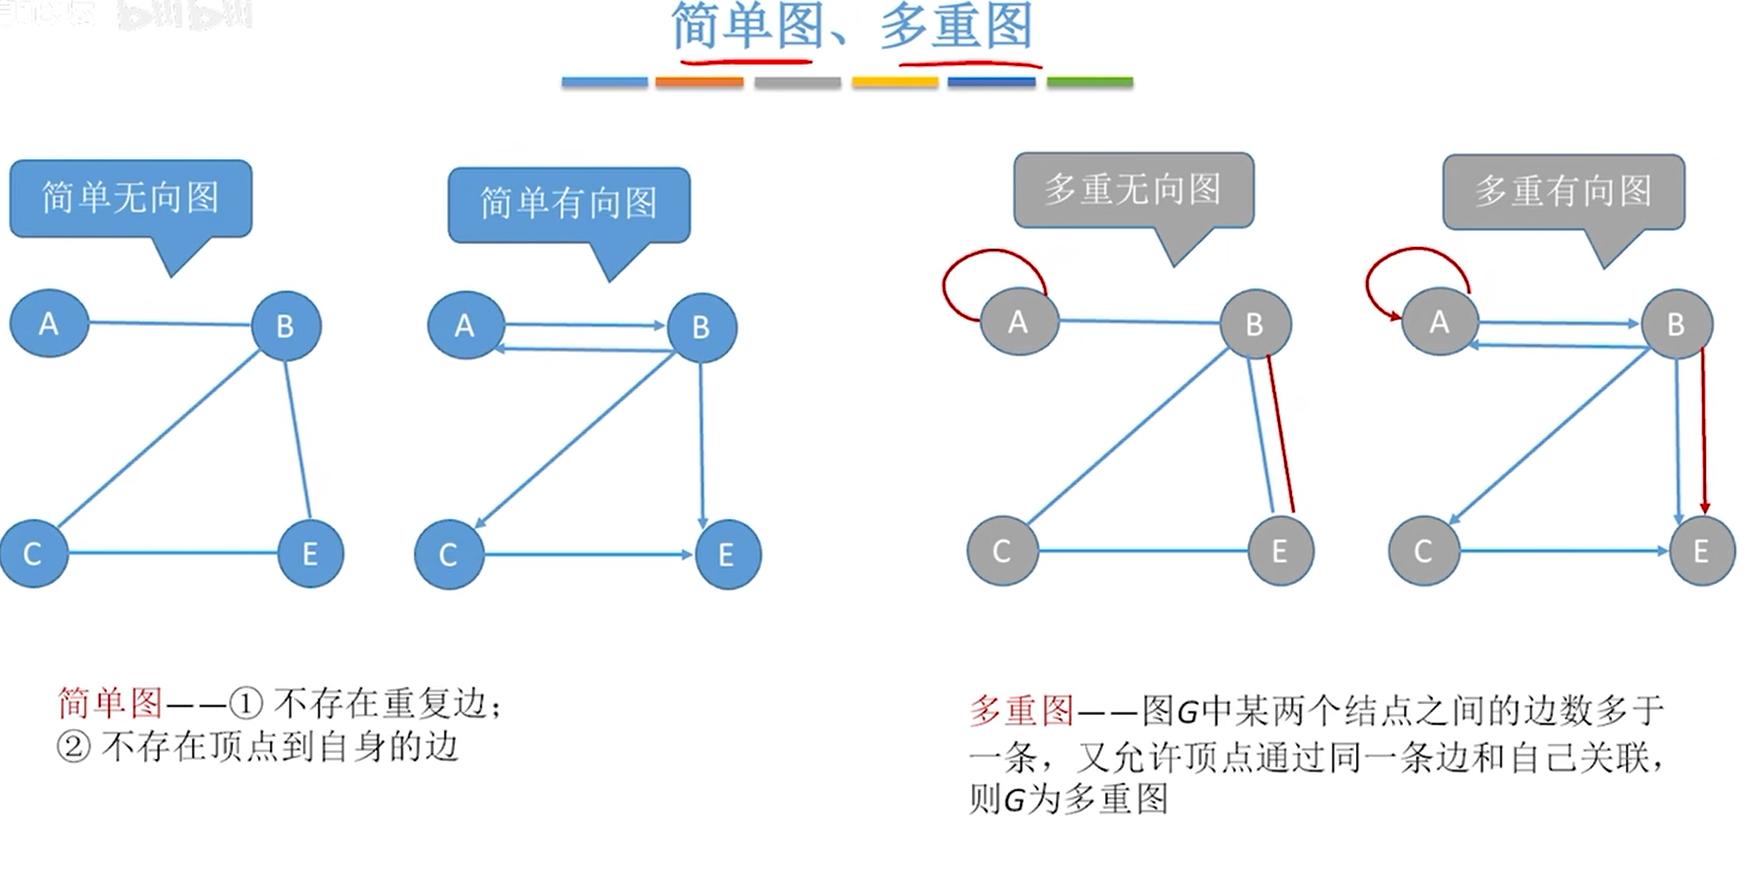 简单图、多重图
简单无向图
简单有向图
多重无向图
多重有向图
A
B
C
E
A
B
C
E
A
B
C
E
A
B
C
E
简单图——① 不存在重复边；
② 不存在顶点到自身的边
多重图——图G中某两个结点之间的边数多于
一条，又允许顶点通过同一条边和自己关联，
则G为多重图
bilibili